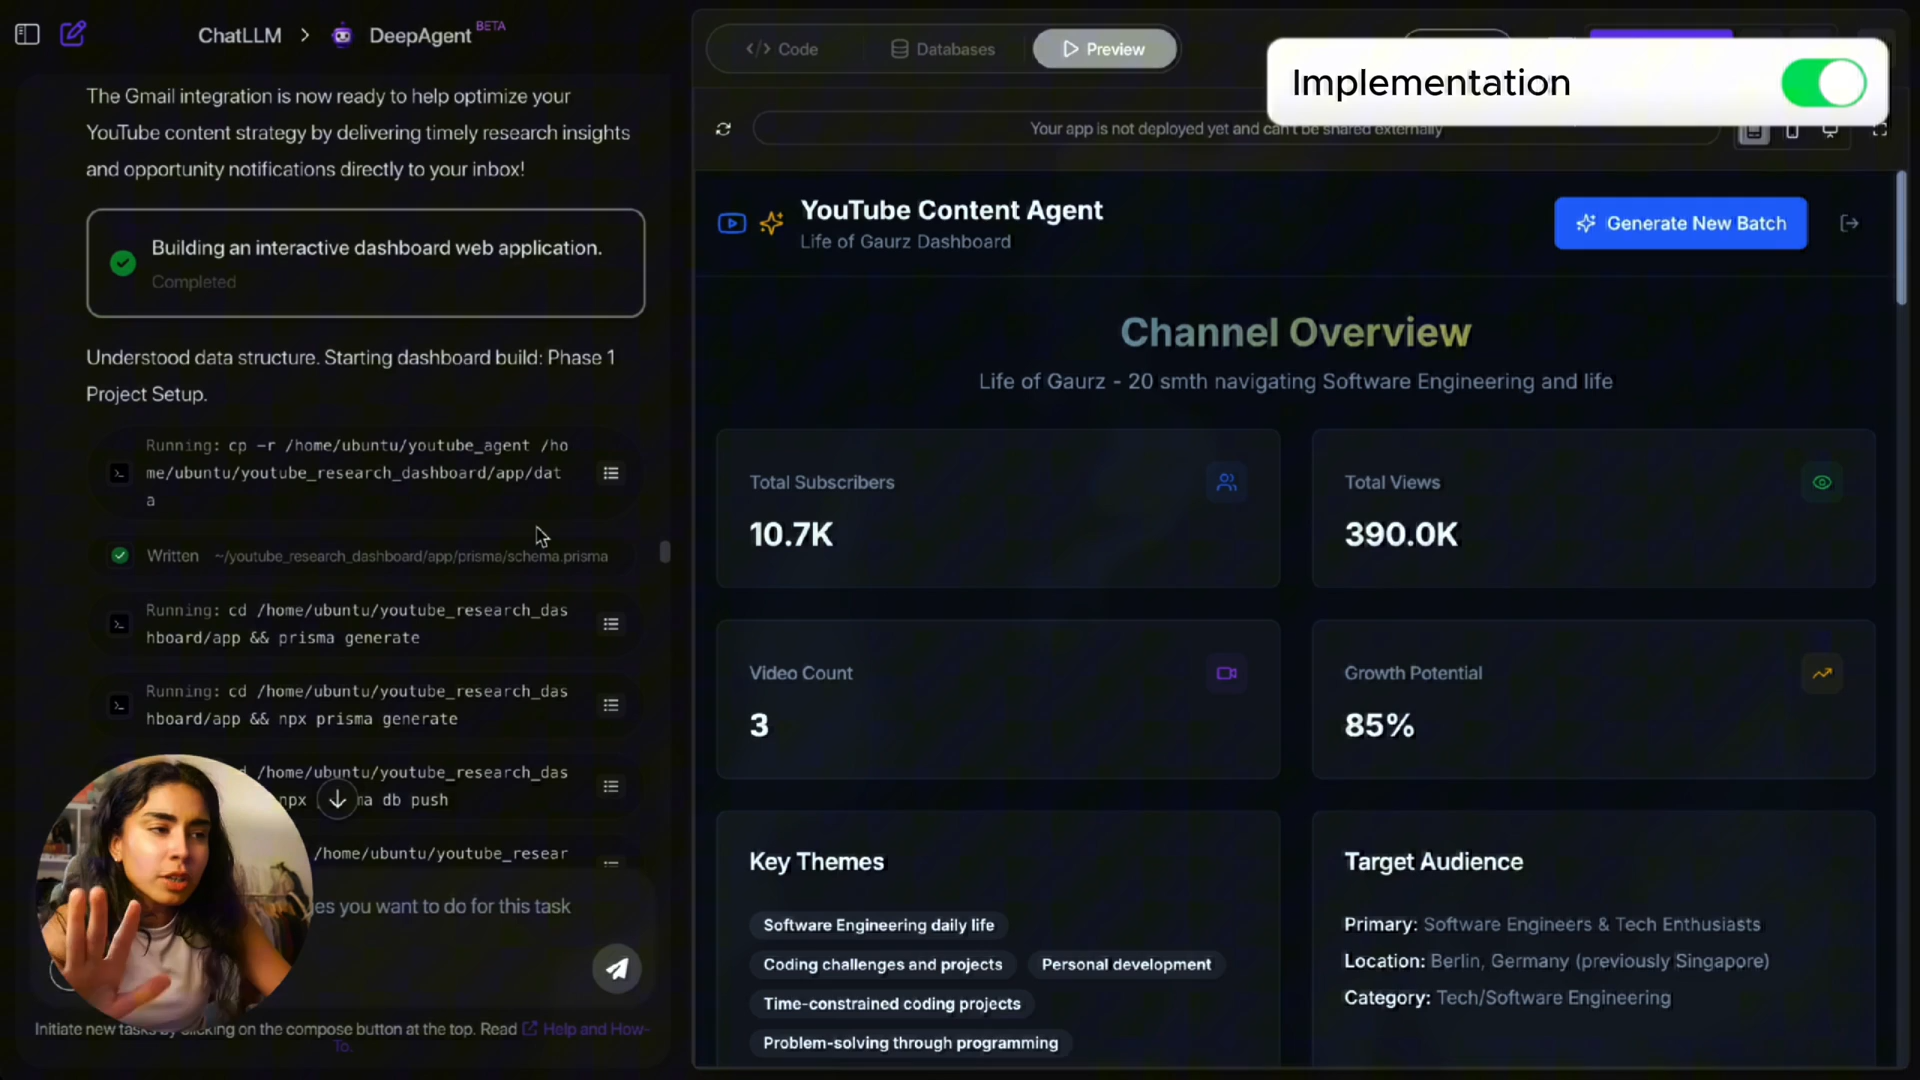 ChatLLM > DeepAgent BETA
The Gmail integration is now ready to help optimize your
YouTube content strategy by delivering timely research insights
and opportunity notifications directly to your inbox!
Building an interactive dashboard web application.
Completed
Understood data structure. Starting dashboard build: Phase 1
Project Setup.
Running: cp -r /home/ubuntu/youtube_agent /ho
me/ubuntu/youtube_research_dashboard/app/dat
a
Written ~/youtube_research_dashboard/app/prisma/schema.prisma
Running: cd /home/ubuntu/youtube_research_das
hboard/app && prisma generate
Running: cd /home/ubuntu/youtube_research_das
hboard/app && npx prisma generate
/home/ubuntu/youtube_research_das
npx ma db push
/home/ubuntu/youtube_resear
you want to do for this task
Initiate new tasks by clicking on the compose button at the top. Read Help and How-
To.
Code
Databases
Preview
Implementation
Your app is not deployed yet and can't be shared externally
YouTube Content Agent
Life of Gaurz Dashboard
Generate New Batch
Channel Overview
Life of Gaurz - 20 smth navigating Software Engineering and life
Total Subscribers
10.7K
Total Views
390.0K
Video Count
3
Growth Potential
85%
Key Themes
Software Engineering daily life
Coding challenges and projects
Personal development
Time-constrained coding projects
Problem-solving through programming
Target Audience
Primary: Software Engineers & Tech Enthusiasts
Location: Berlin, Germany (previously Singapore)
Category: Tech/Software Engineering